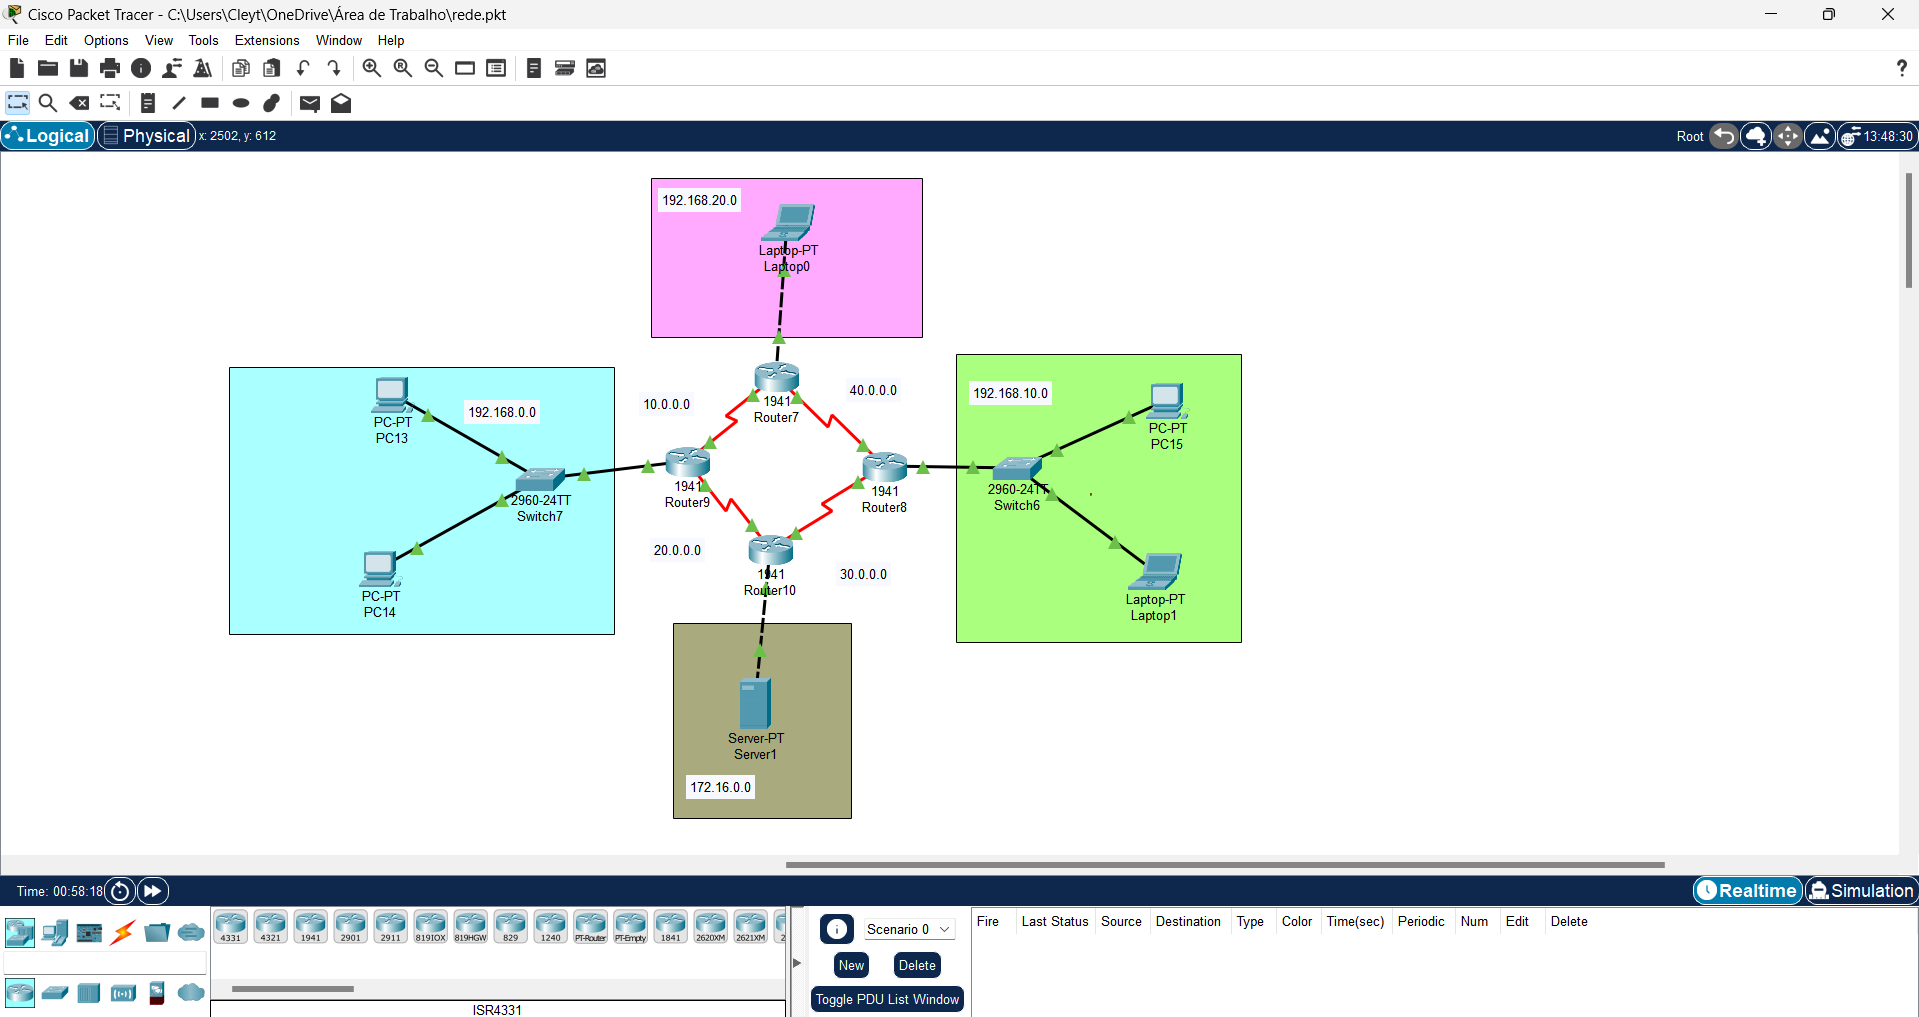 Cisco Packet Tracer - C:\Users\Cleyt\OneDrive\Área de Trabalho\rede.pkt
File Edit Options View Tools Extensions Window Help
?
Logical Physical x: 2502, y: 612
Root 13:48:30
192.168.20.0
Laptop-PT
Laptop0
192.168.0.0
PC-PT
PC13
2960-24TT
Switch7
PC-PT
PC14
10.0.0.0
40.0.0.0
1941
Router7
1941
Router9
1941
Router8
20.0.0.0
30.0.0.0
1941
Router10
192.168.10.0
PC-PT
PC15
2960-24TT
Switch6
Laptop-PT
Laptop1
Server-PT
Server1
172.16.0.0
Time: 00:58:18
Realtime Simulation
4331 4321 1941 2901 2911 819IOX 819HGW 829 1240 PT-Router PT-Empty 1841 2620XM 2621XM 2
ISR4331
Scenario 0
New Delete
Toggle PDU List Window
Fire Last Status Source Destination Type Color Time(sec) Periodic Num Edit Delete